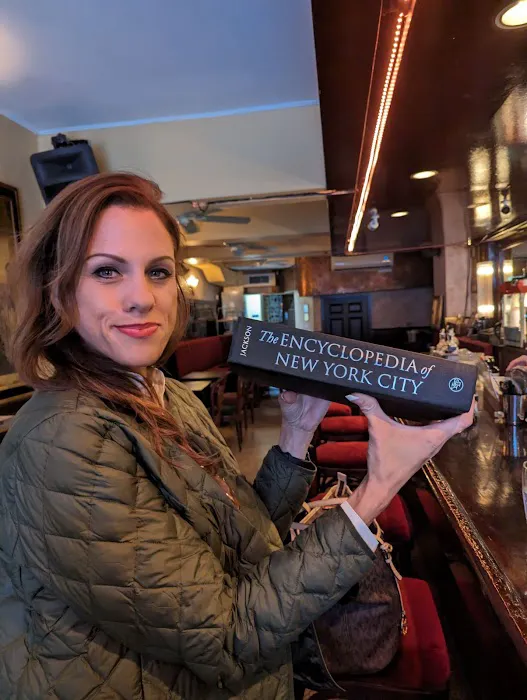 JACKSON
The ENCYCLOPEDIA of
NEW YORK CITY